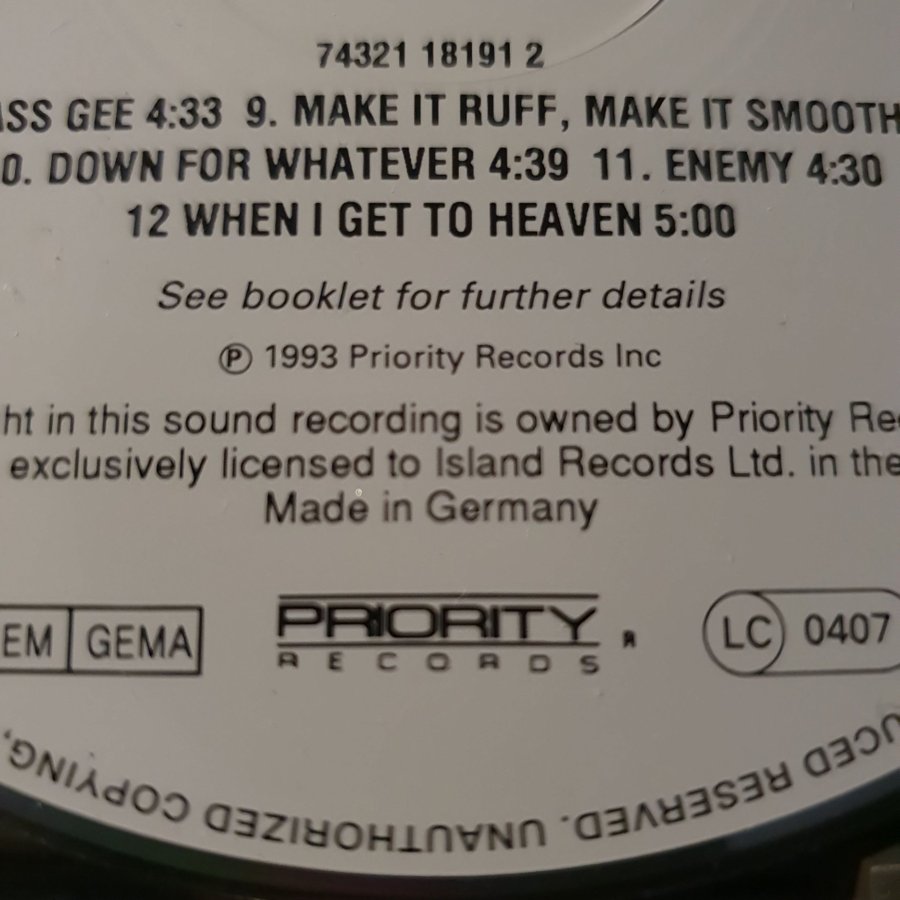 74321 18191 2
ASS GEE 4:33 9. MAKE IT RUFF, MAKE IT SMOOTH
0. DOWN FOR WHATEVER 4:39 11. ENEMY 4:30
12 WHEN I GET TO HEAVEN 5:00
See booklet for further details
Ⓟ 1993 Priority Records Inc
ht in this sound recording is owned by Priority Rec
exclusively licensed to Island Records Ltd. in the
Made in Germany
EM GEMA
PRIORITY
RECORDS R
LC 0407
UCED RESERVED. UNAUTHORIZED COPYING,